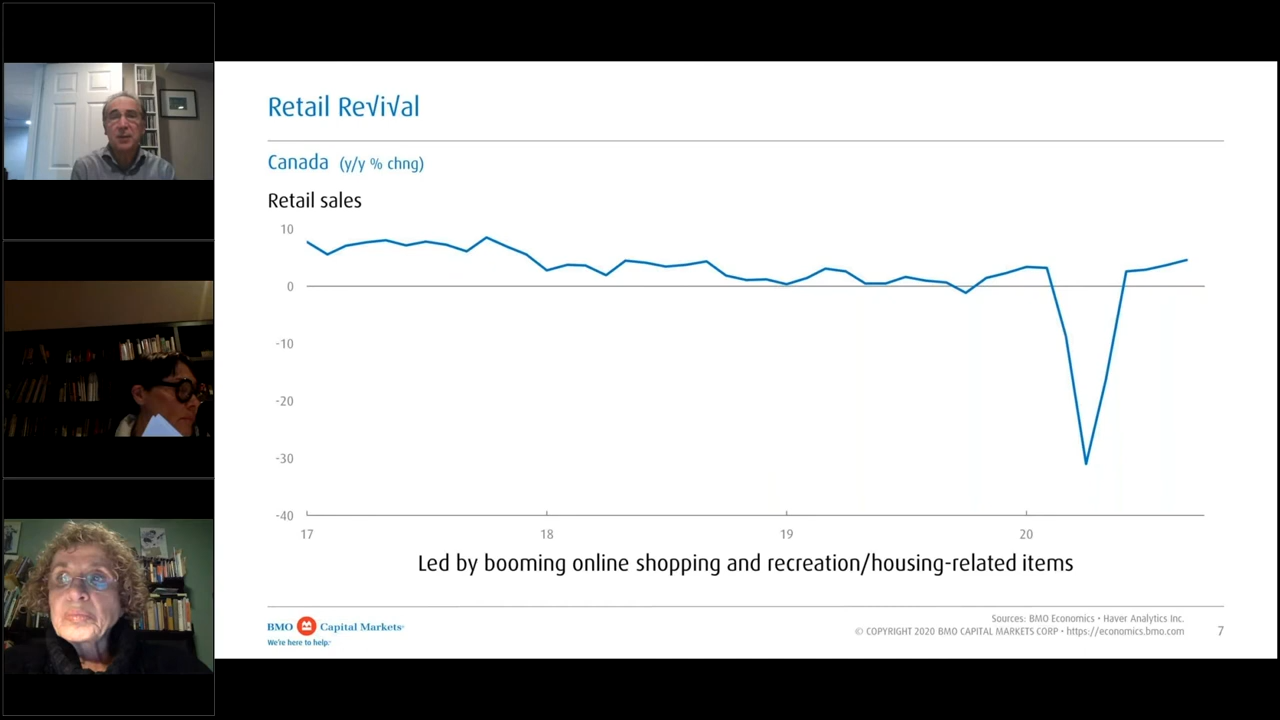 Retail Re√i√al
Canada (y/y % chng)
Retail sales
10
0
-10
-20
-30
-40
17 18 19 20
Led by booming online shopping and recreation/housing-related items
BMO Capital Markets
We're here to help.
Sources: BMO Economics • Haver Analytics Inc.
© COPYRIGHT 2020 BMO CAPITAL MARKETS CORP • https://economics.bmo.com
7